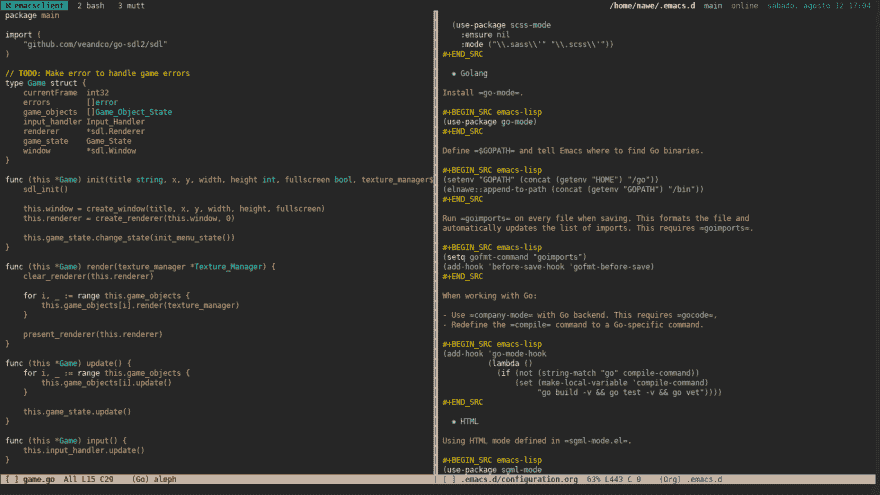 emacsclient 2 bash 3 mutt /home/nawe/.emacs.d main online sábado, agosto 12 17:04
package main
import (
"github.com/veandco/go-sdl2/sdl"
)
// TODO: Make error to handle game errors
type Game struct {
currentFrame int32
errors []error
game_objects []Game_Object_State
input_handler Input_Handler
renderer *sdl.Renderer
game_state Game_State
window *sdl.Window
}
func (this *Game) init(title string, x, y, width, height int, fullscreen bool, texture_manager$
sdl_init()
this.window = create_window(title, x, y, width, height, fullscreen)
this.renderer = create_renderer(this.window, 0)
this.game_state.change_state(init_menu_state())
}
func (this *Game) render(texture_manager *Texture_Manager) {
clear_renderer(this.renderer)
for i, _ := range this.game_objects {
this.game_objects[i].render(texture_manager)
}
present_renderer(this.renderer)
}
func (this *Game) update() {
for i, _ := range this.game_objects {
this.game_objects[i].update()
}
this.game_state.update()
}
func (this *Game) input() {
this.input_handler.update()
}
[ ] game.go All L15 C29 (Go) aleph
(use-package scss-mode
:ensure nil
:mode ("\\.sass\\'" "\\.scss\\'"))
#+END_SRC
◉ Golang
Install =go-mode=.
#+BEGIN_SRC emacs-lisp
(use-package go-mode)
#+END_SRC
Define =$GOPATH= and tell Emacs where to find Go binaries.
#+BEGIN_SRC emacs-lisp
(setenv "GOPATH" (concat (getenv "HOME") "/go"))
(elnawe::append-to-path (concat (getenv "GOPATH") "/bin"))
#+END_SRC
Run =goimports= on every file when saving. This formats the file and
automatically updates the list of imports. This requires =goimports=.
#+BEGIN_SRC emacs-lisp
(setq gofmt-command "goimports")
(add-hook 'before-save-hook 'gofmt-before-save)
#+END_SRC
When working with Go:
- Use =company-mode= with Go backend. This requires =gocode=,
- Redefine the =compile= command to a Go-specific command.
#+BEGIN_SRC emacs-lisp
(add-hook 'go-mode-hook
(lambda ()
(if (not (string-match "go" compile-command))
(set (make-local-variable 'compile-command)
"go build -v && go test -v && go vet"))))
#+END_SRC
◉ HTML
Using HTML mode defined in =sgml-mode.el=.
#+BEGIN_SRC emacs-lisp
(use-package sgml-mode
[ ] .emacs.d/configuration.org 63% L443 C 0 (Org) .emacs.d